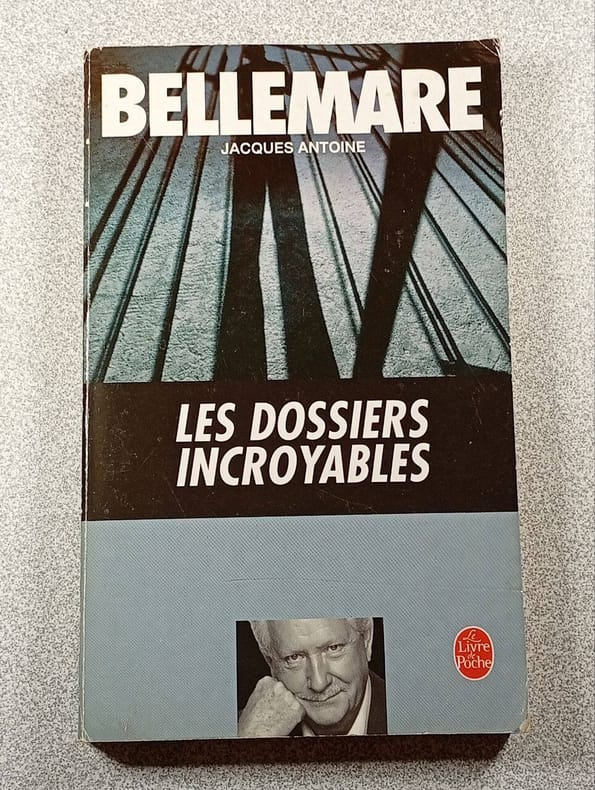 BELLEMARE
JACQUES ANTOINE
LES DOSSIERS
INCROYABLES
Le
Livre
de
Poche